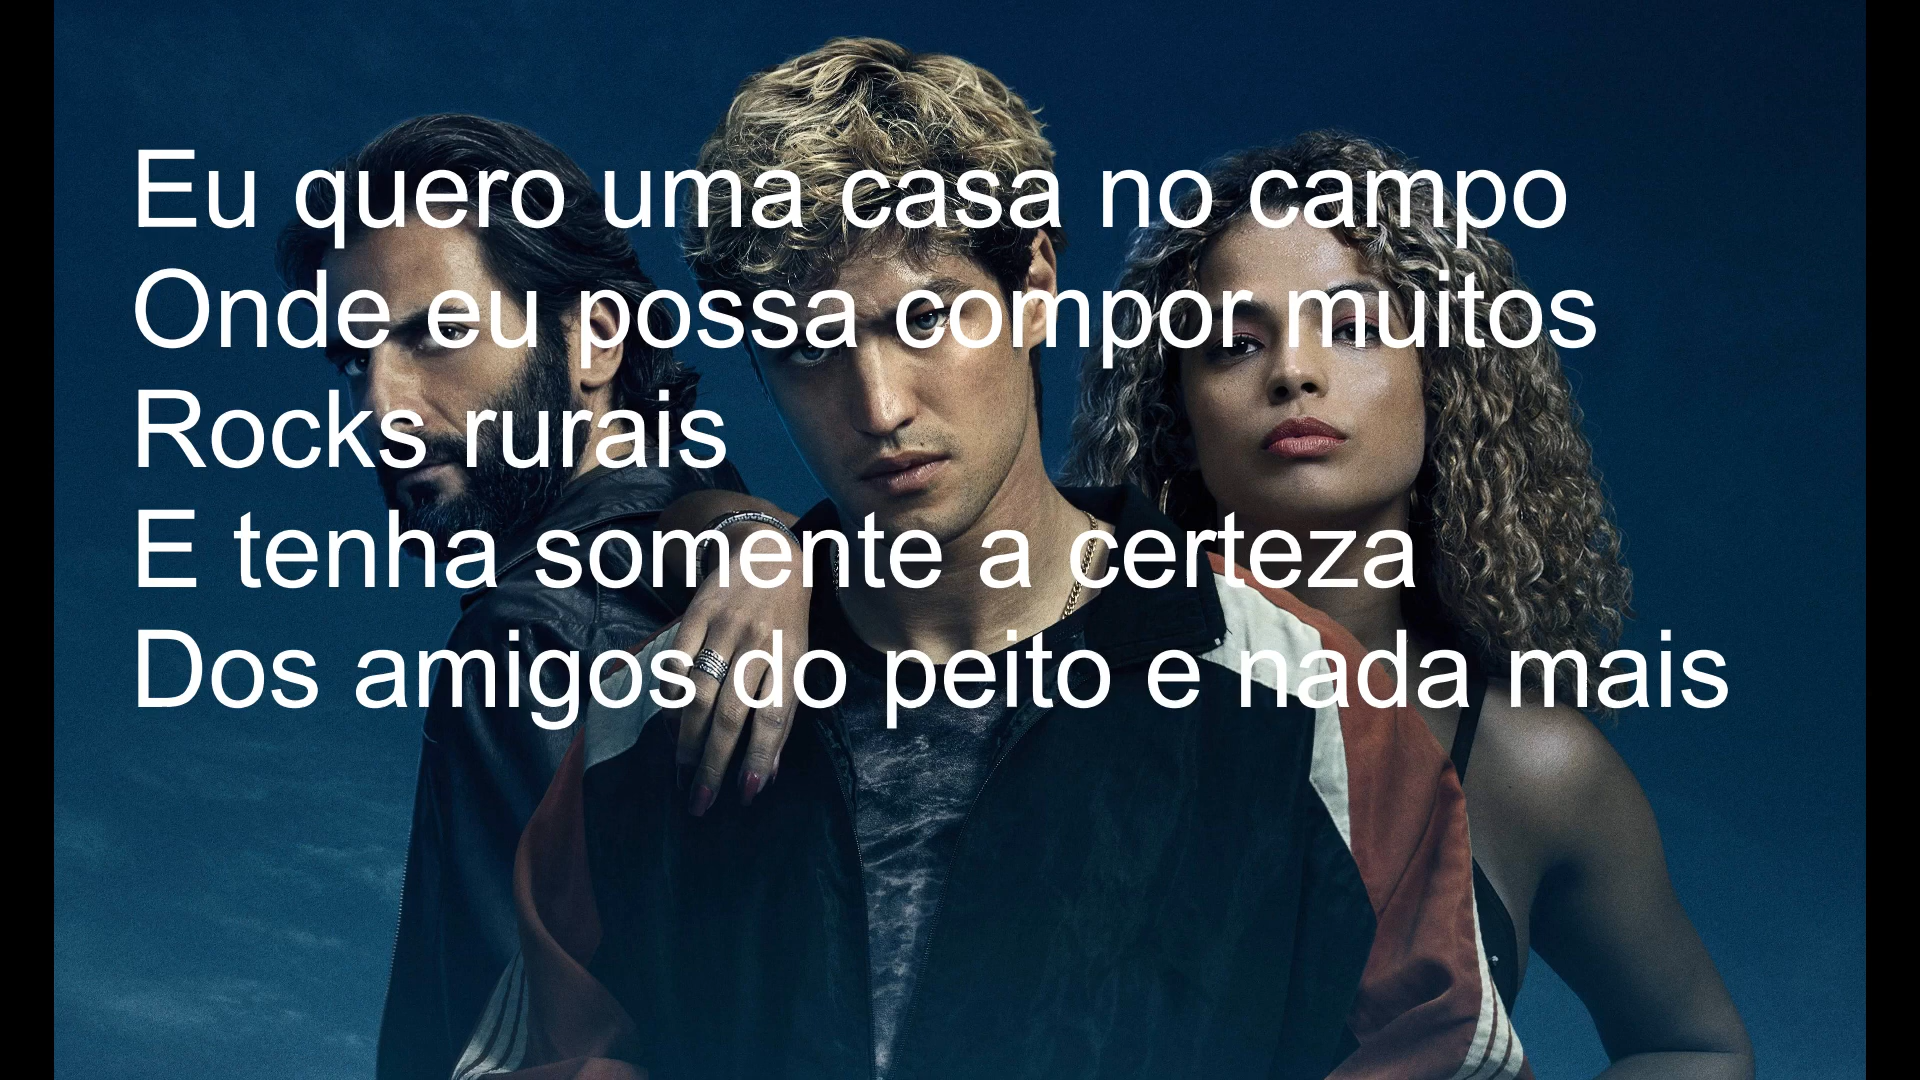 Eu quero uma casa no campo
Onde eu possa compor muitos
Rocks rurais
E tenha somente a certeza
Dos amigos do peito e nada mais